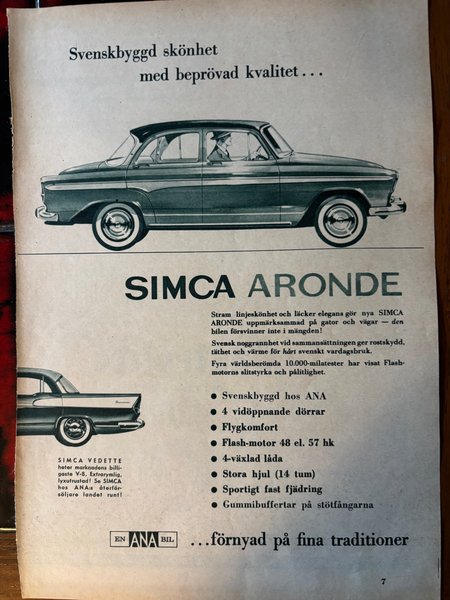 Svenskbyggd skönhet
med beprövad kvalitet...
SIMCA ARONDE
Stram linjeskönhet och läcker elegans gör nya SIMCA
ARONDE uppmärksammad på gator och vägar — den
bilen försvinner inte i mängden!
Svensk noggrannhet vid sammansättningen ger rostskydd,
täthet och värme för hårt svenskt vardagsbruk.
Fyra världsberömda 10.000-milatester har visat Flash-
motorns slitstyrka och pålitlighet.
● Svenskbyggd hos ANA
● 4 vidöppnande dörrar
● Flygkomfort
● Flash-motor 48 el. 57 hk
● 4-växlad låda
● Stora hjul (14 tum)
● Sportigt fast fjädring
● Gummibuffertar på stötfångarna
SIMCA VEDETTE
heter marknadens billi-
gaste V-8. Extrarymlig,
lyxutrustad! Se SIMCA
hos ANA:s återför-
säljare landet runt!
EN ANA BIL
...förnyad på fina traditioner
7